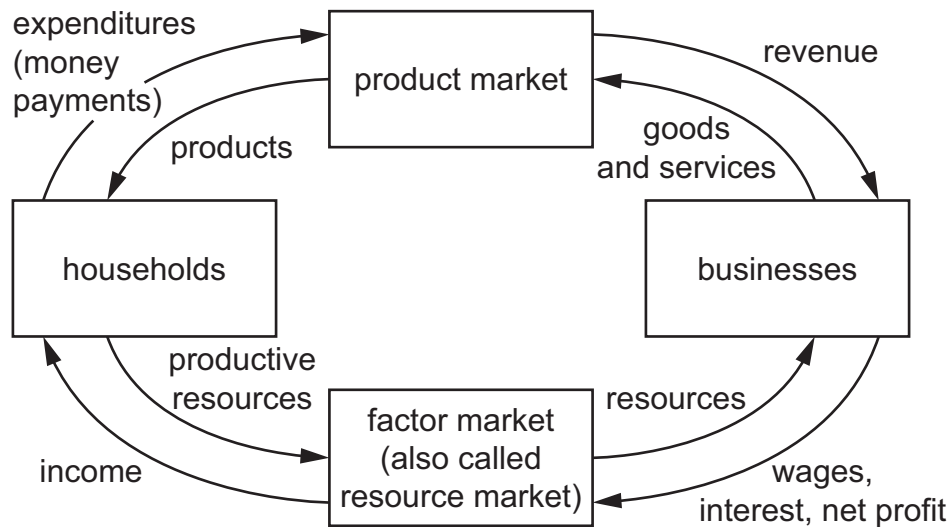 expenditures
(money
payments)
product market
revenue
products
goods
and services
households
businesses
productive
resources
factor market
(also called
resource market)
resources
income
wages,
interest, net profit